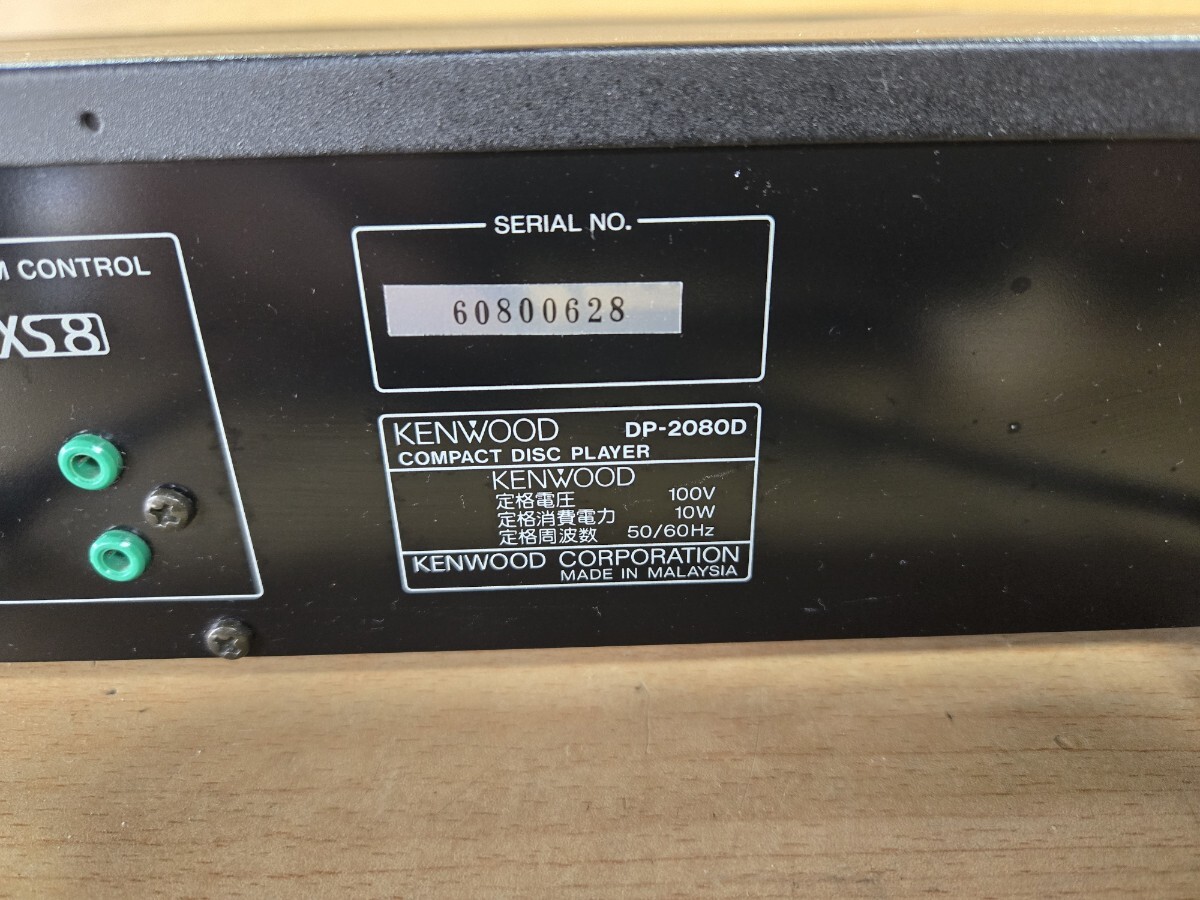 SERIAL NO.
60800628
M CONTROL
XS8
KENWOOD DP-2080D
COMPACT DISC PLAYER
KENWOOD
定格電圧 100V
定格消費電力 10W
定格周波数 50/60Hz
KENWOOD CORPORATION
MADE IN MALAYSIA